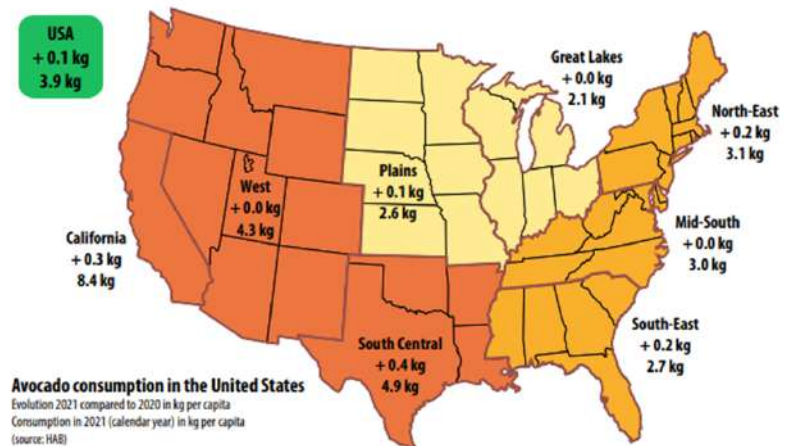 USA
+ 0.1 kg
3.9 kg
Great Lakes
+ 0.0 kg
2.1 kg
North-East
+ 0.2 kg
3.1 kg
Plains
+ 0.1 kg
2.6 kg
West
+ 0.0 kg
4.3 kg
Mid-South
+ 0.0 kg
3.0 kg
California
+ 0.3 kg
8.4 kg
South-East
+ 0.2 kg
2.7 kg
South Central
+ 0.4 kg
4.9 kg
Avocado consumption in the United States
Evolution 2021 compared to 2020 in kg per capita
Consumption in 2021 (calendar year) in kg per capita
(source: HAB)